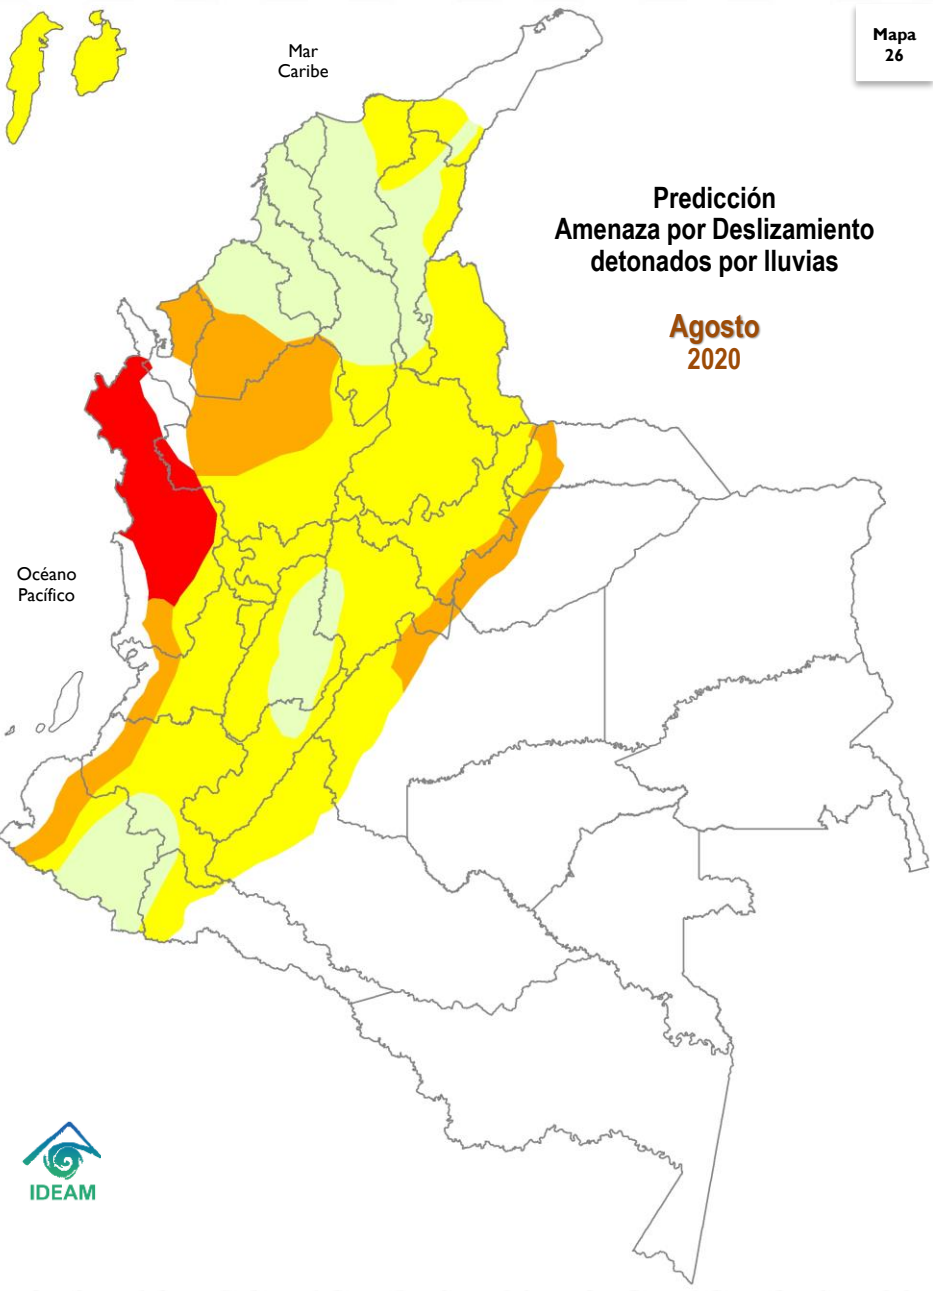 Mapa
26
Mar
Caribe
Predicción
Amenaza por Deslizamiento
detonados por lluvias
Agosto
2020
Océano
Pacífico
IDEAM